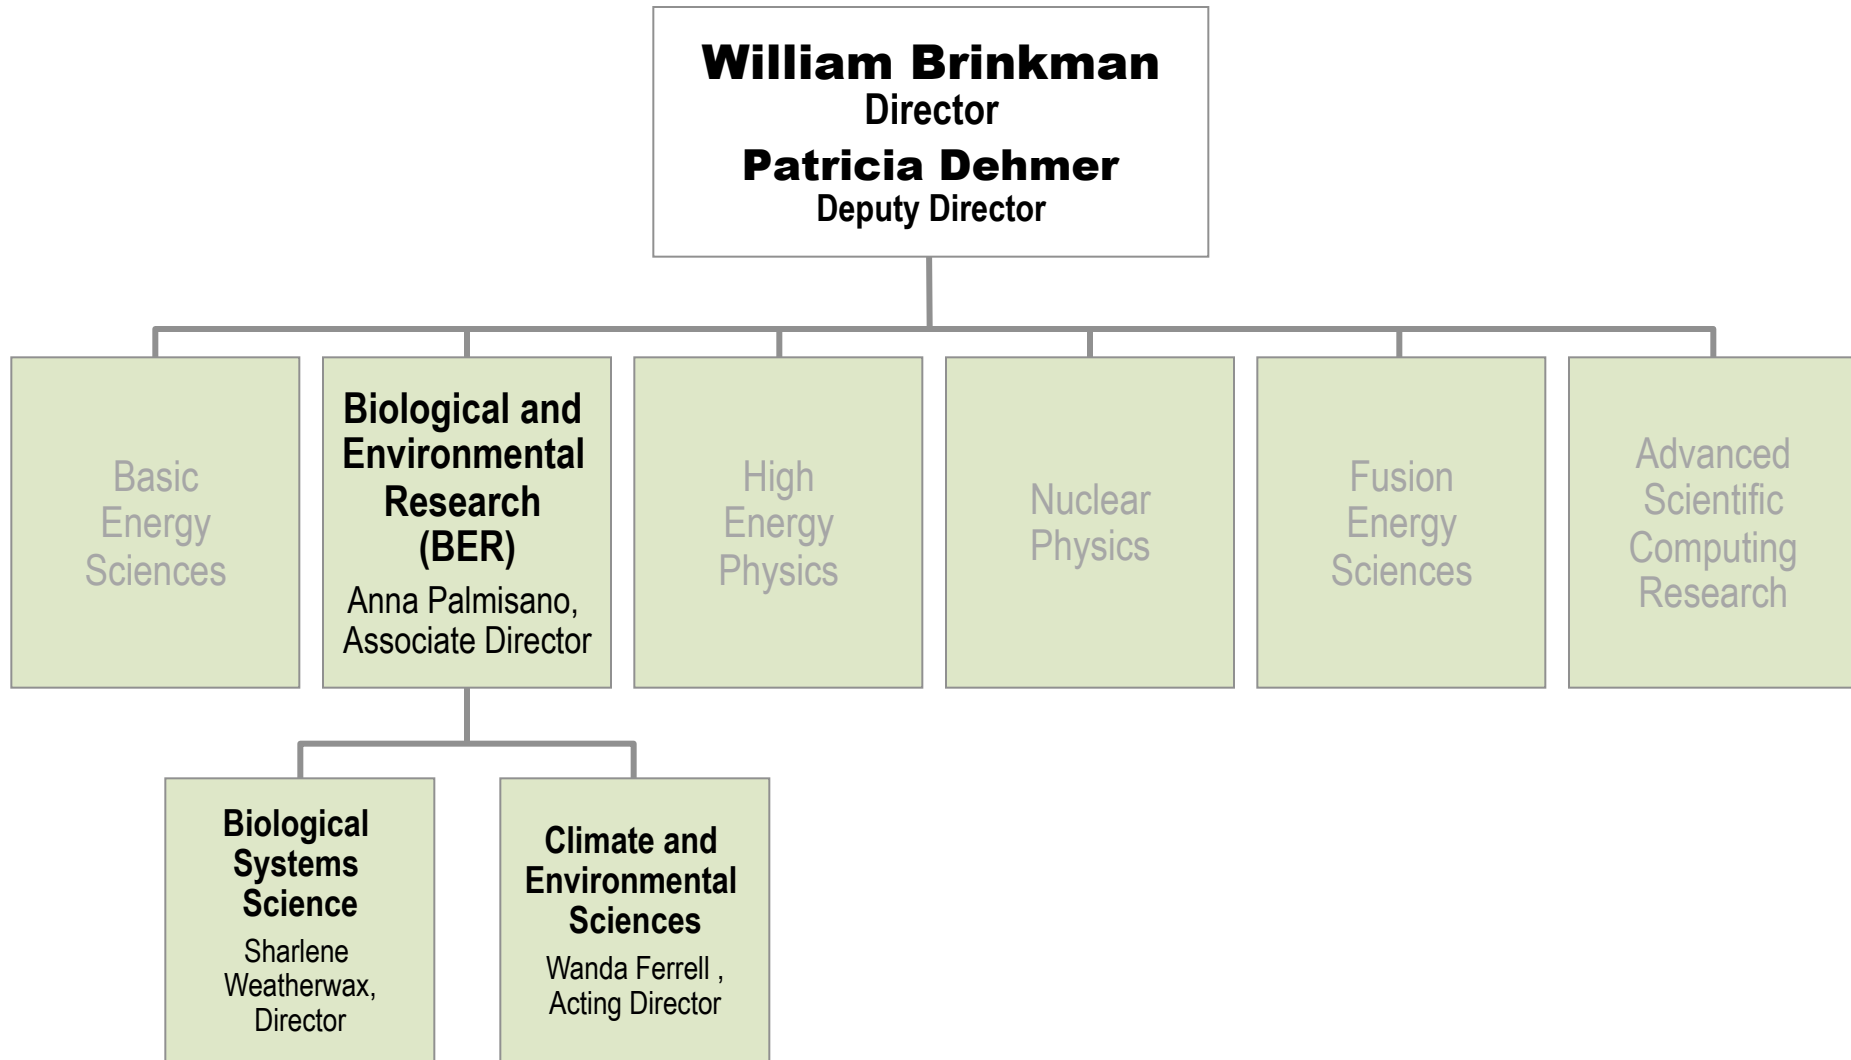 William Brinkman
Director
Patricia Dehmer
Deputy Director
Basic
Energy
Sciences
Biological and
Environmental
Research
(BER)
Anna Palmisano,
Associate Director
High
Energy
Physics
Nuclear
Physics
Fusion
Energy
Sciences
Advanced
Scientific
Computing
Research
Biological
Systems
Science
Sharlene
Weatherwax,
Director
Climate and
Environmental
Sciences
Wanda Ferrell ,
Acting Director